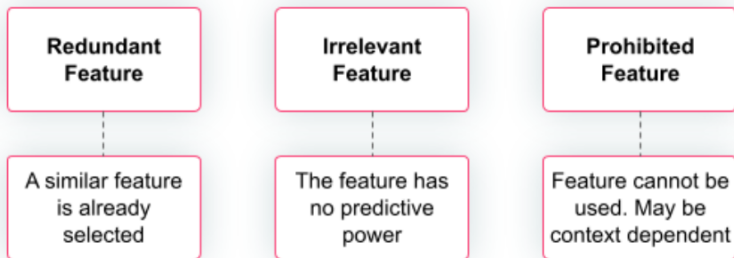 Redundant
Feature
Irrelevant
Feature
Prohibited
Feature
A similar feature
is already
selected
The feature has
no predictive
power
Feature cannot be
used. May be
context dependent